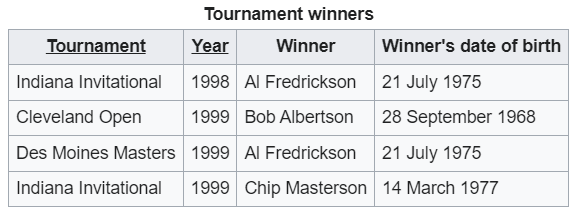 Tournament winners
Tournament Year Winner Winner's date of birth
Indiana Invitational 1998 Al Fredrickson 21 July 1975
Cleveland Open 1999 Bob Albertson 28 September 1968
Des Moines Masters 1999 Al Fredrickson 21 July 1975
Indiana Invitational 1999 Chip Masterson 14 March 1977